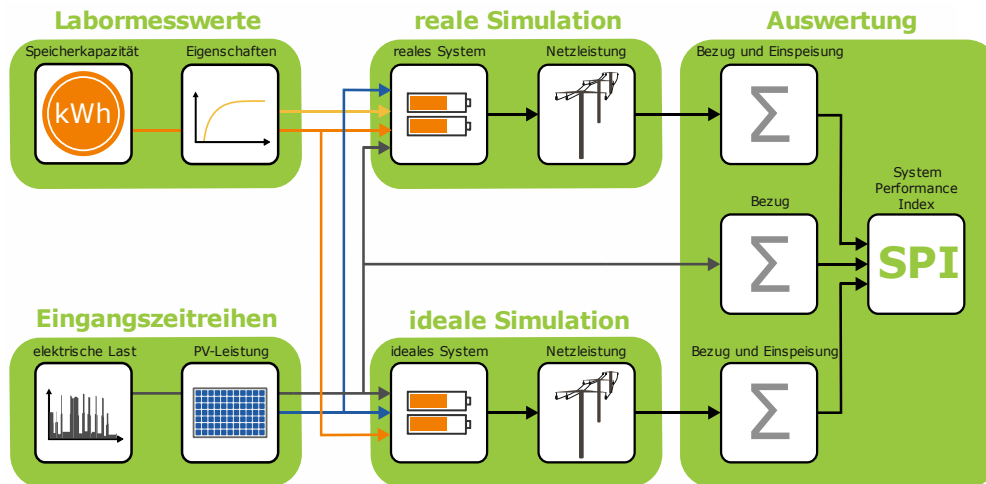 Labormesswerte
Speicherkapazität
Eigenschaften
kWh
reale Simulation
reales System
Netzleistung
Auswertung
Bezug und Einspeisung
Σ
Bezug
Σ
System
Performance
Index
SPI
Eingangszeitreihen
elektrische Last
PV-Leistung
ideale Simulation
ideales System
Netzleistung
Bezug und Einspeisung
Σ